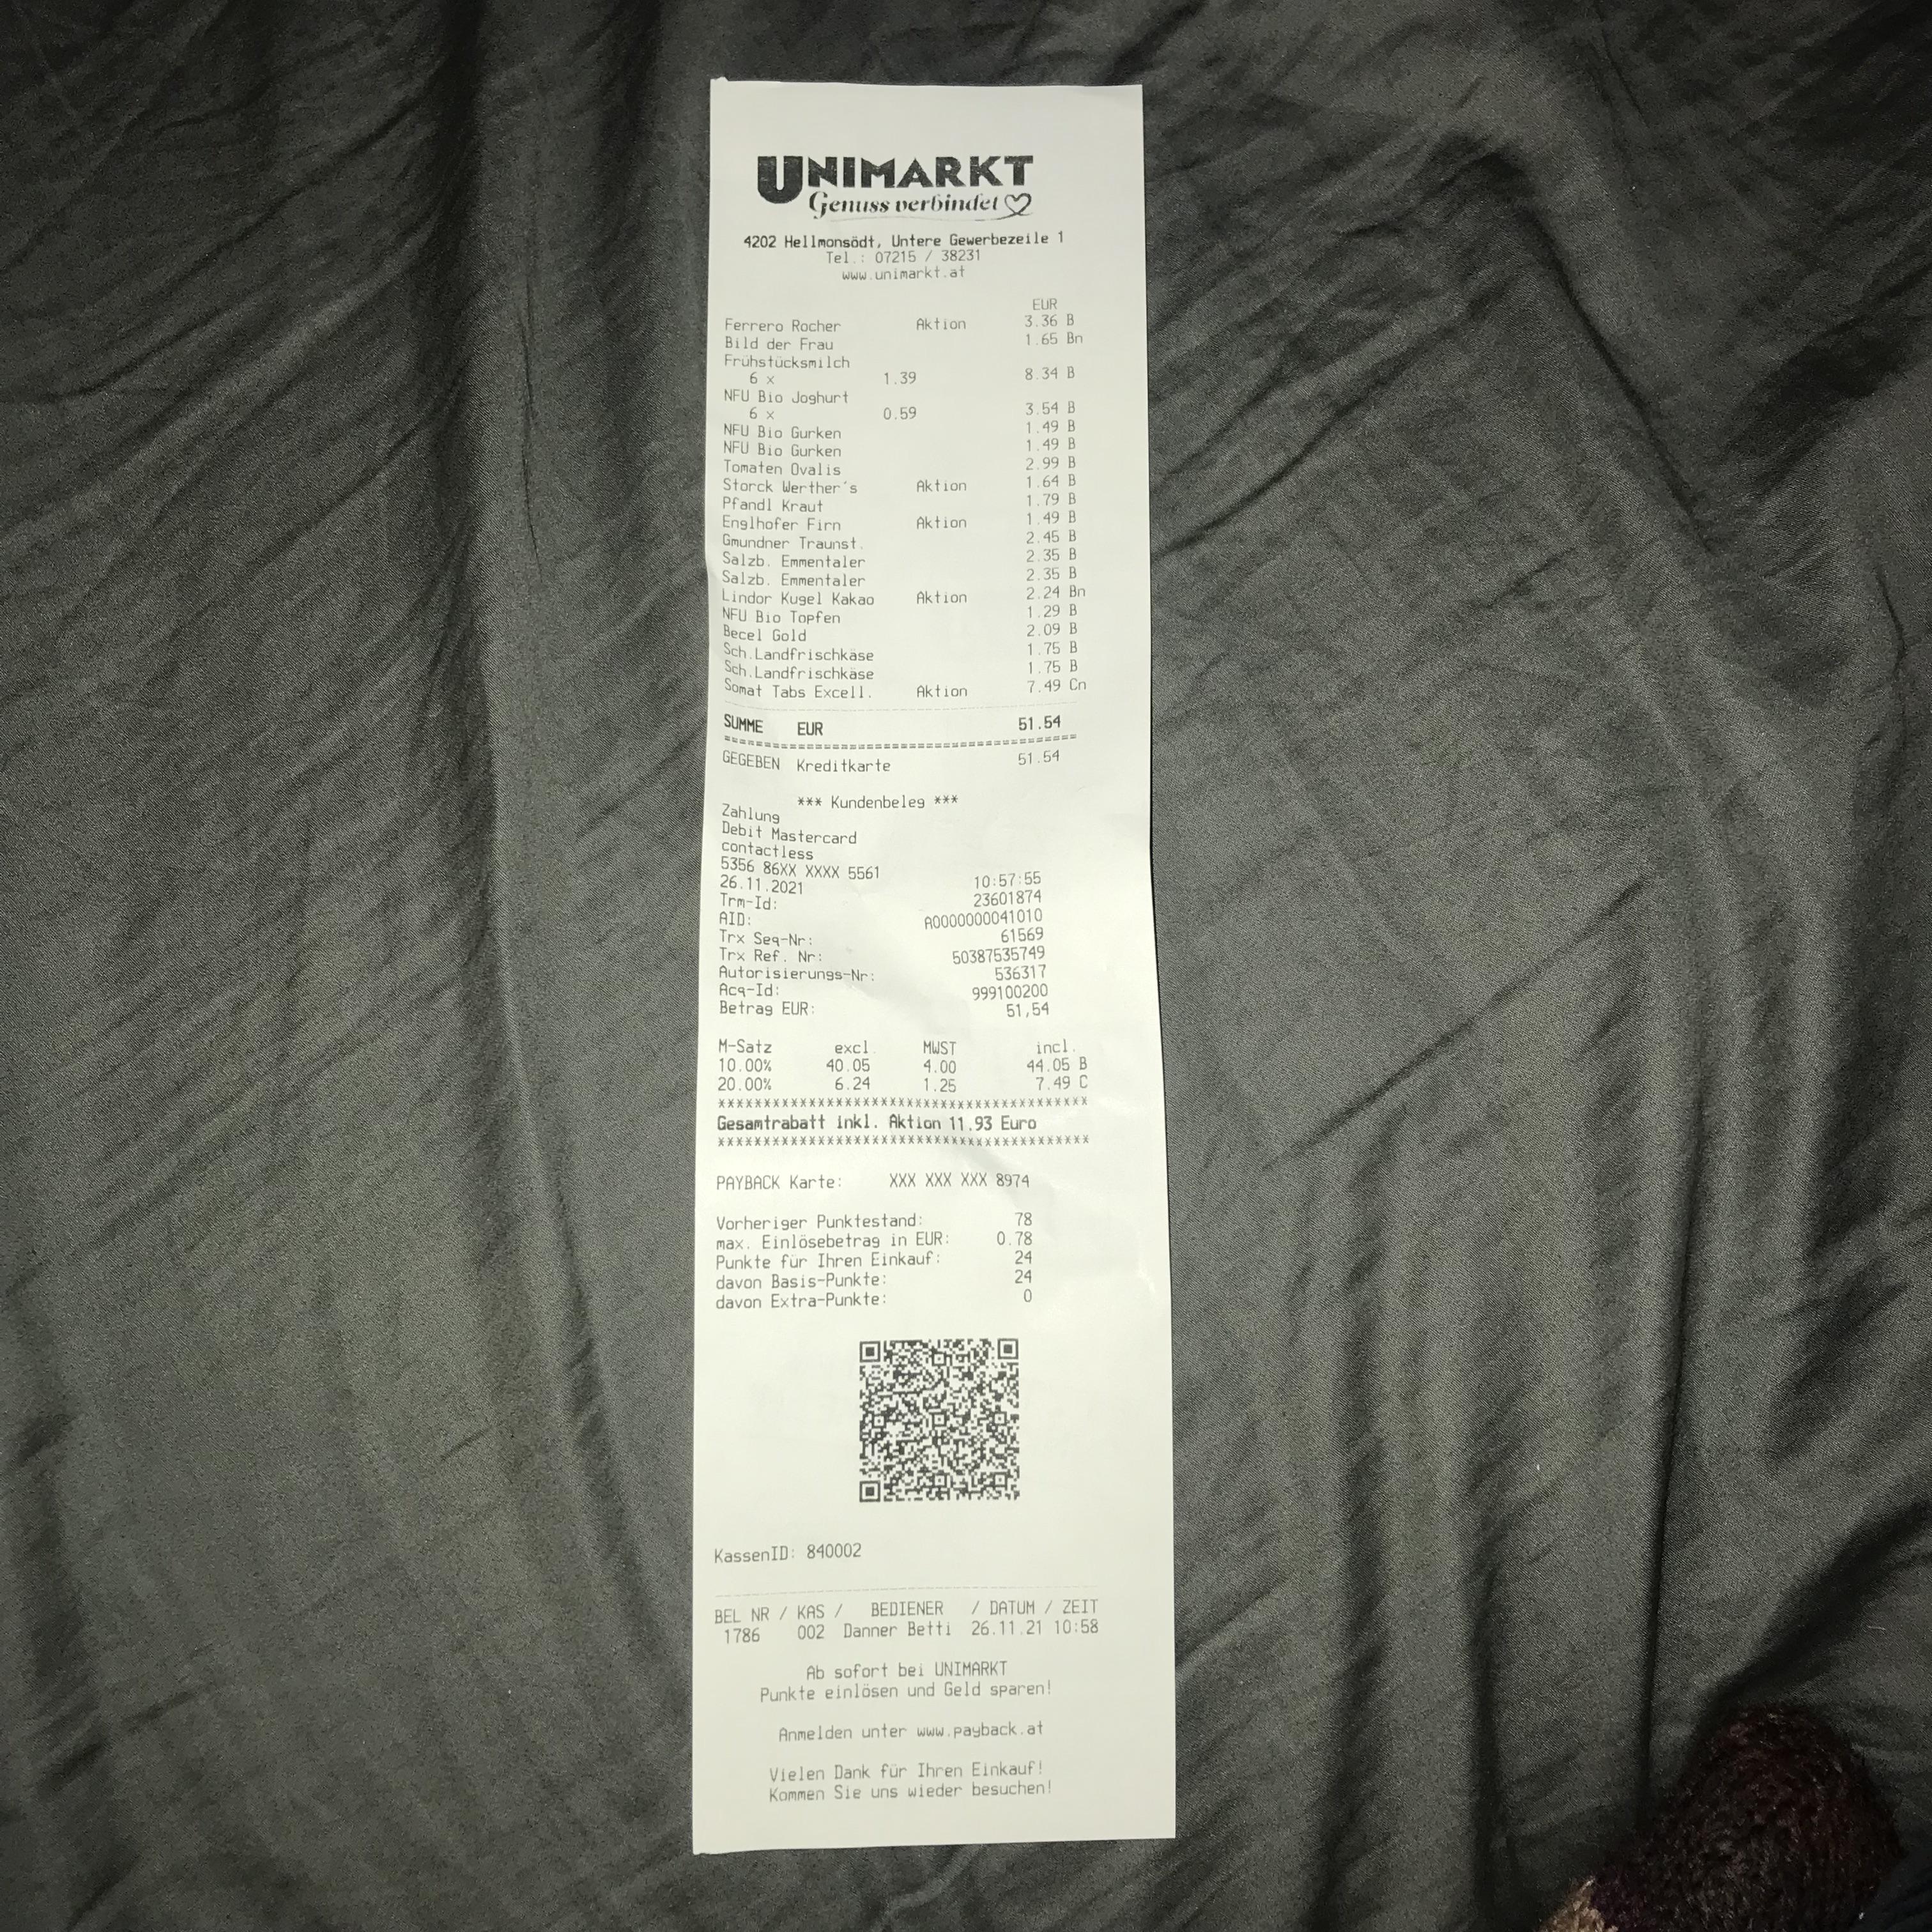 UNIMARKT
Genuss verbindet
4202 Hellmonsödt, Untere Gewerbezeile 1
Tel.: 07215 / 38231
www.unimarkt.at
EUR
Ferrero Rocher Aktion 3.36 B
Bild der Frau 1.65 Bn
Frühstücksmilch
6 x 1.39 8.34 B
NFU Bio Joghurt
6 x 0.59 3.54 B
NFU Bio Gurken 1.49 B
NFU Bio Gurken 1.49 B
Tomaten Ovalis 2.99 B
Storck Werther's Aktion 1.64 B
Pfandl Kraut 1.79 B
Englhofer Firn Aktion 1.49 B
Gmundner Traunst. 2.45 B
Salzb. Emmentaler 2.35 B
Salzb. Emmentaler 2.35 B
Lindor Kugel Kakao Aktion 2.24 Bn
NFU Bio Topfen 1.29 B
Becel Gold 2.09 B
Sch.Landfrischkäse 1.75 B
Sch.Landfrischkäse 1.75 B
Somat Tabs Excell. Aktion 7.49 Cn
SUMME EUR 51.54
========================================
GEGEBEN Kreditkarte 51.54
*** Kundenbeleg ***
Zahlung
Debit Mastercard
contactless
5356 86XX XXXX 5561
26.11.2021 10:57:55
Trm-Id: 23601874
AID: A0000000041010
Trx Seq-Nr: 61569
Trx Ref. Nr: 50387535749
Autorisierungs-Nr: 536317
Acq-Id: 999100200
Betrag EUR: 51,54
M-Satz excl. MWST incl.
10.00% 40.05 4.00 44.05 B
20.00% 6.24 1.25 7.49 C
****************************************
Gesamtrabatt inkl. Aktion 11.93 Euro
****************************************
PAYBACK Karte: XXX XXX XXX 8974
Vorheriger Punktestand: 78
max. Einlösebetrag in EUR: 0.78
Punkte für Ihren Einkauf: 24
davon Basis-Punkte: 24
davon Extra-Punkte: 0
KassenID: 840002
BEL NR / KAS / BEDIENER / DATUM / ZEIT
1786 002 Danner Betti 26.11.21 10:58
Ab sofort bei UNIMARKT
Punkte einlösen und Geld sparen!
Anmelden unter www.payback.at
Vielen Dank für Ihren Einkauf!
Kommen Sie uns wieder besuchen!